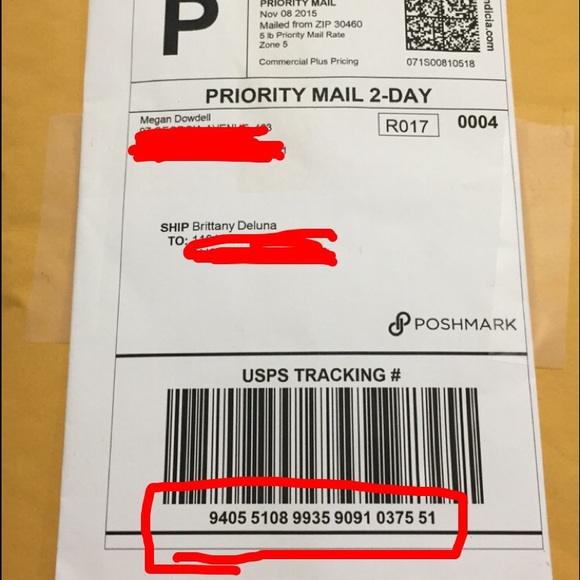 P
PRIORITY MAIL
Nov 08 2015
Mailed from ZIP 30460
5 lb Priority Mail Rate
Zone 5
Commercial Plus Pricing
071S00810518
PRIORITY MAIL 2-DAY
Megan Dowdell
R017 0004
SHIP Brittany Deluna
TO:
POSHMARK
USPS TRACKING #
9405 5108 9935 9091 0375 51